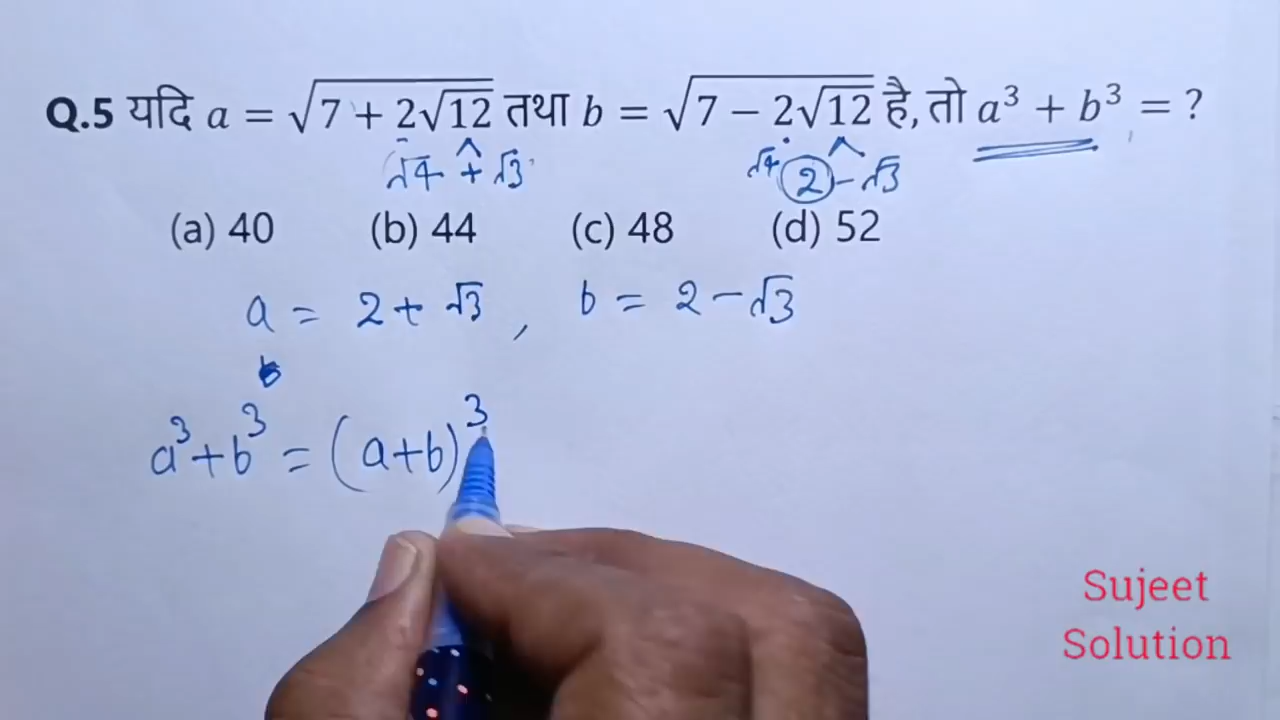 Q.5 यदि a = √(7 + 2√12) तथा b = √(7 − 2√12) है, तो a³ + b³ = ?
√4 + √3 √4 2 − √3
(a) 40 (b) 44 (c) 48 (d) 52
a = 2 + √3 , b = 2 − √3
b
a³ + b³ = (a+b)³
Sujeet
Solution